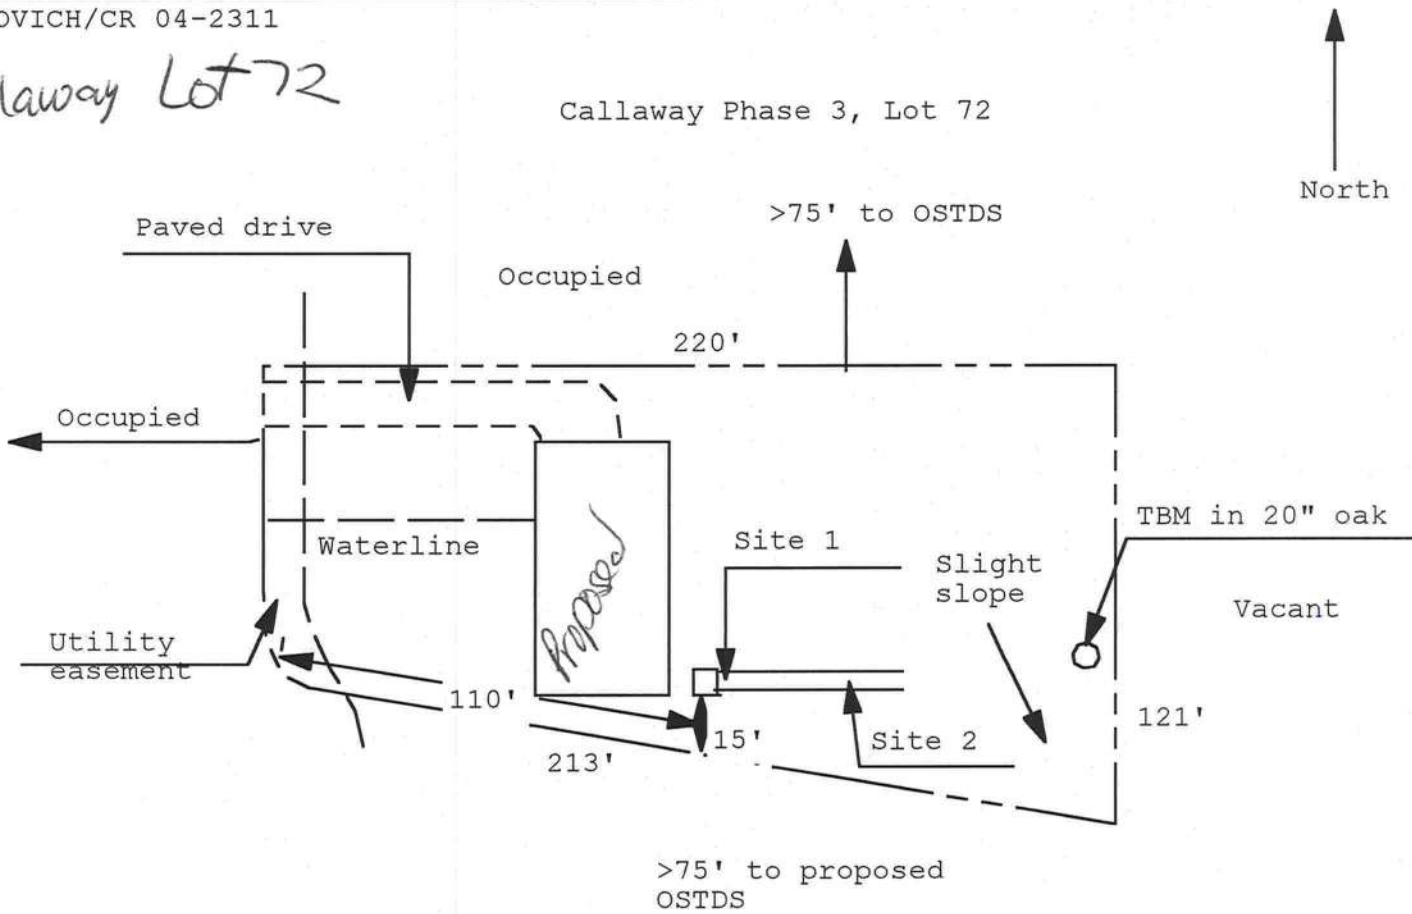 OVICH/CR 04-2311
laway Lot 72
Callaway Phase 3, Lot 72
North
>75' to OSTDS
Paved drive
Occupied
220'
Occupied
TBM in 20" oak
Waterline
Site 1
Slight
slope
Proposed
Vacant
Utility
easement
110'
121'
15'
Site 2
213'
>75' to proposed
OSTDS